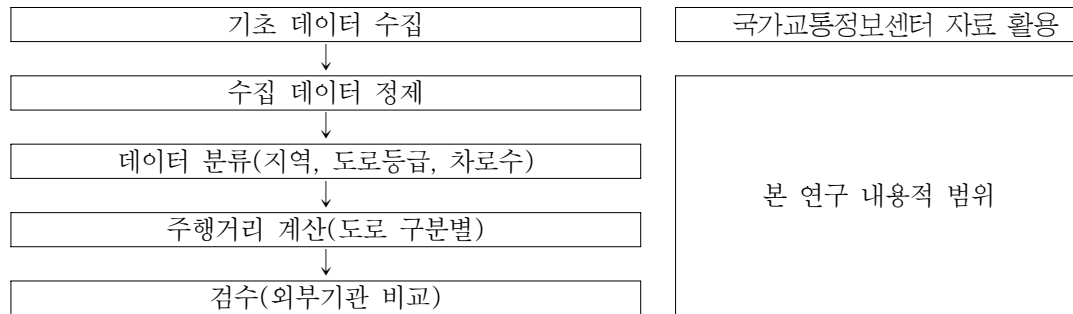 기초 데이터 수집
국가교통정보센터 자료 활용
수집 데이터 정제
데이터 분류(지역, 도로등급, 차로수)
본 연구 내용적 범위
주행거리 계산(도로 구분별)
검수(외부기관 비교)